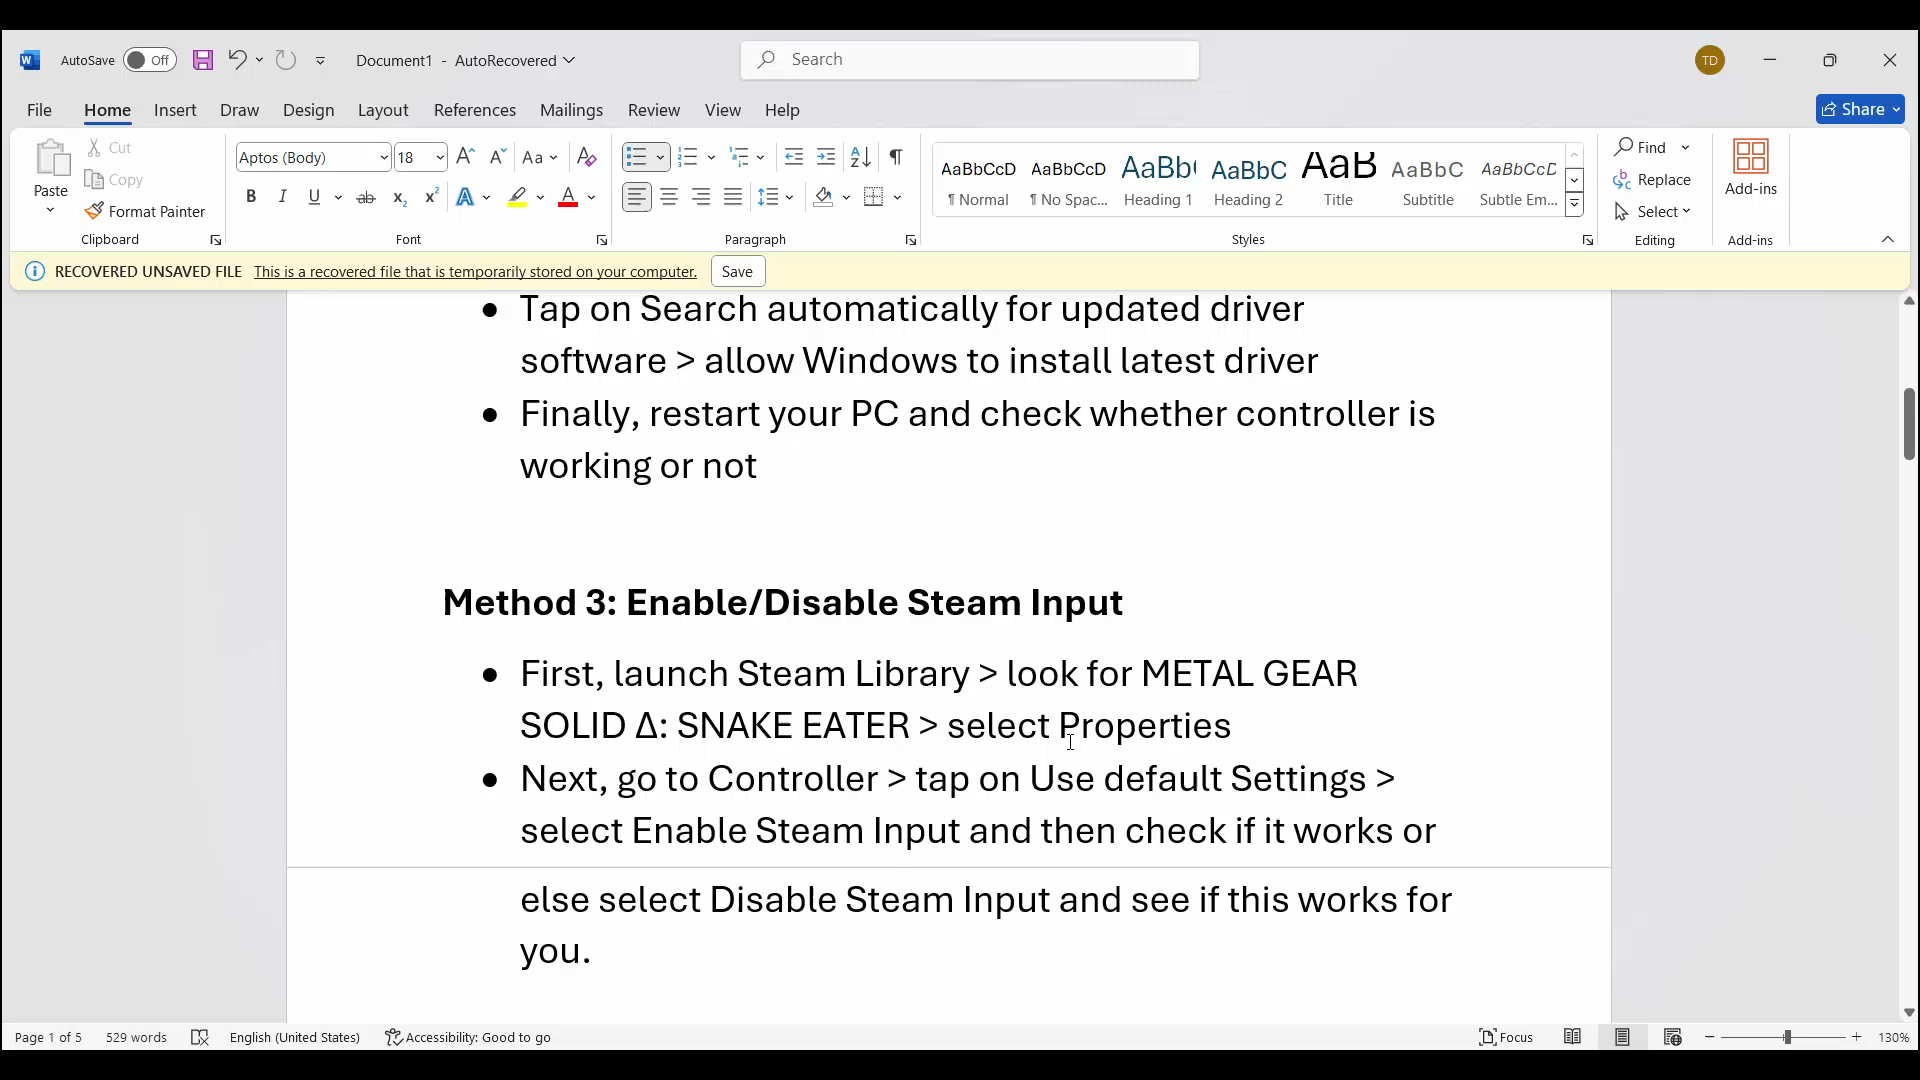 AutoSave Off Document1 - AutoRecovered Search TD
File Home Insert Draw Design Layout References Mailings Review View Help Share
Paste Cut Copy Format Painter Clipboard
Aptos (Body) 18 Aa Font
Paragraph
AaBbCcD AaBbCcD AaBb( AaBbC AaB AaBbC AaBbCcD
¶ Normal ¶ No Spac... Heading 1 Heading 2 Title Subtitle Subtle Em...
Styles
Find Replace Select Editing
Add-ins Add-ins
RECOVERED UNSAVED FILE This is a recovered file that is temporarily stored on your computer. Save
• Tap on Search automatically for updated driver
software > allow Windows to install latest driver
• Finally, restart your PC and check whether controller is
working or not
Method 3: Enable/Disable Steam Input
• First, launch Steam Library > look for METAL GEAR
SOLID Δ: SNAKE EATER > select Properties
• Next, go to Controller > tap on Use default Settings >
select Enable Steam Input and then check if it works or
else select Disable Steam Input and see if this works for
you.
Page 1 of 5 529 words English (United States) Accessibility: Good to go Focus 130%